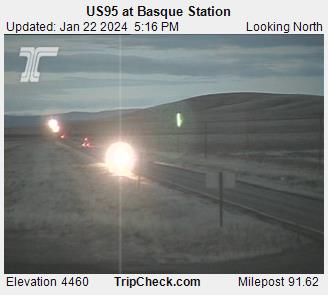 US95 at Basque Station
Updated: Jan 22 2024 5:16 PM Looking North
Elevation 4460 TripCheck.com Milepost 91.62